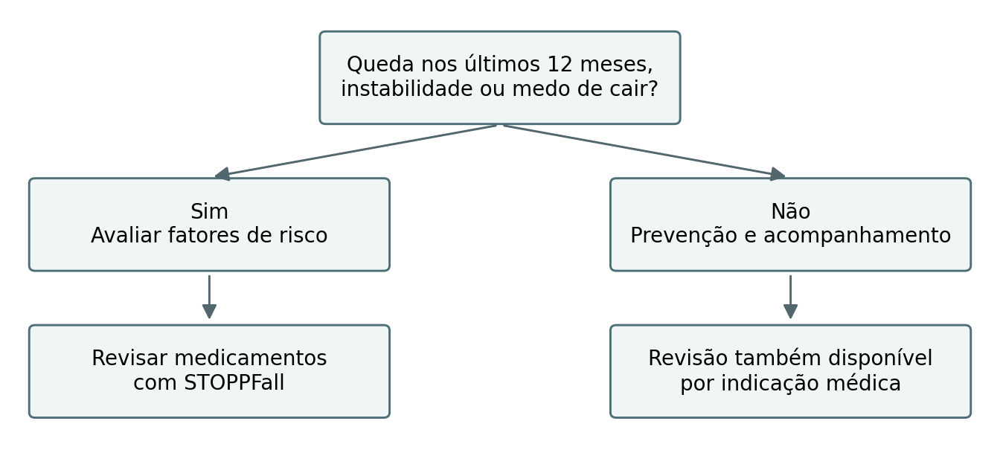 Queda nos últimos 12 meses,
instabilidade ou medo de cair?
Sim
Avaliar fatores de risco
Não
Prevenção e acompanhamento
Revisar medicamentos
com STOPPFall
Revisão também disponível
por indicação médica